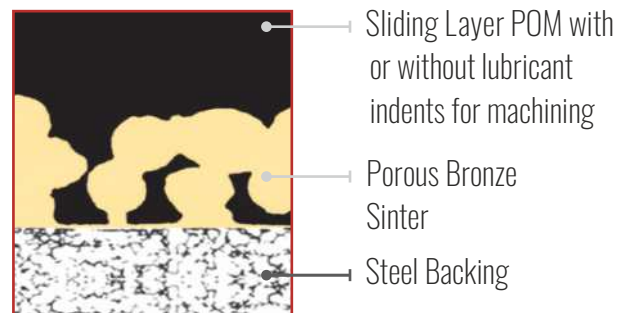 Sliding Layer POM with
or without lubricant
indents for machining
Porous Bronze
Sinter
Steel Backing